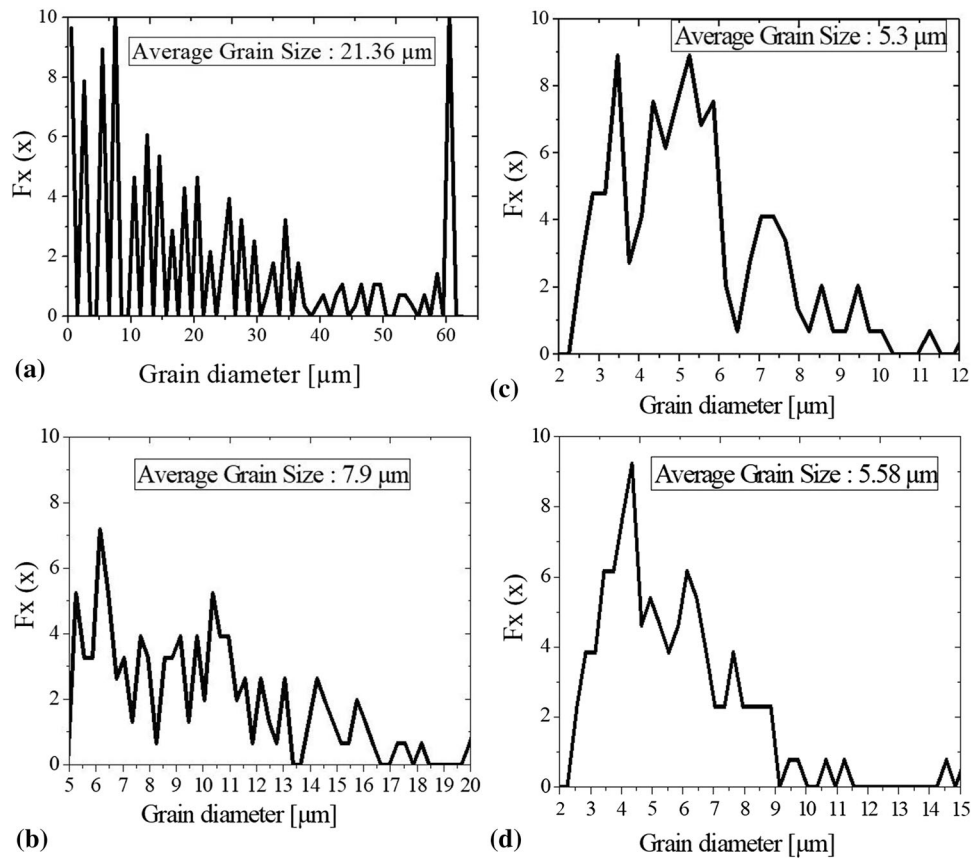 Average Grain Size : 21.36 µm
Fx (x)
10
8
6
4
2
0
0 10 20 30 40 50 60
Grain diameter [µm]
(a)
Average Grain Size : 5.3 µm
Fx (x)
10
8
6
4
2
0
2 3 4 5 6 7 8 9 10 11 12
Grain diameter [µm]
(c)
Average Grain Size : 7.9 µm
Fx (x)
10
8
6
4
2
0
5 6 7 8 9 10 11 12 13 14 15 16 17 18 19 20
Grain diameter [µm]
(b)
Average Grain Size : 5.58 µm
Fx (x)
10
8
6
4
2
0
2 3 4 5 6 7 8 9 10 11 12 13 14 15
Grain diameter [µm]
(d)